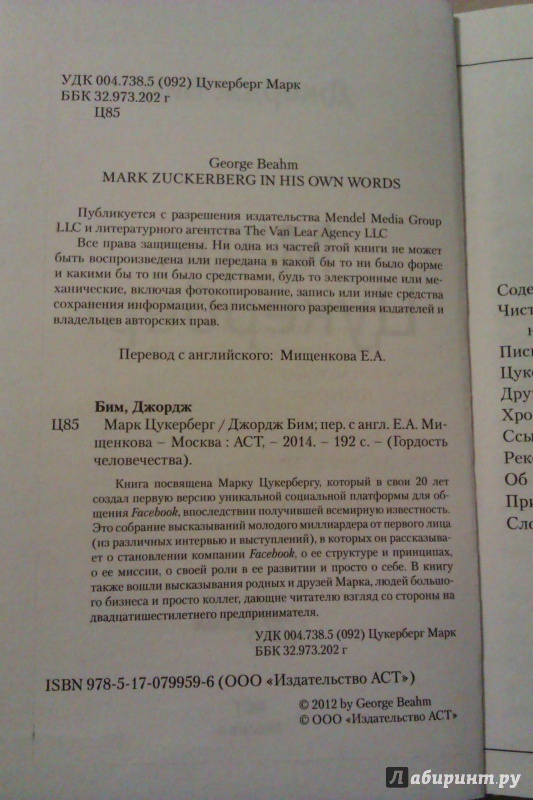 УДК 004.738.5 (092) Цукерберг Марк
ББК 32.973.202 г
Ц85
George Beahm
MARK ZUCKERBERG IN HIS OWN WORDS
Публикуется с разрешения издательства Mendel Media Group
LLC и литературного агентства The Van Lear Agency LLC
Все права защищены. Ни одна из частей этой книги не может
быть воспроизведена или передана в какой бы то ни было форме
и какими бы то ни было средствами, будь то электронные или ме-
ханические, включая фотокопирование, запись или иные средства
сохранения информации, без письменного разрешения издателей и
владельцев авторских прав.
Перевод с английского: Мищенкова Е.А.
Бим, Джордж
Ц85 Марк Цукерберг / Джордж Бим; пер. с англ. Е.А. Ми-
щенкова – Москва : АСТ, – 2014. – 192 с. – (Гордость
человечества).
Книга посвящена Марку Цукербергу, который в свои 20 лет
создал первую версию уникальной социальной платформы для об-
щения Facebook, впоследствии получившей всемирную известность.
Это собрание высказываний молодого миллиардера от первого лица
(из различных интервью и выступлений), в которых он рассказыва-
ет о становлении компании Facebook, о ее структуре и принципах,
о ее миссии, о своей роли в ее развитии и просто о себе. В книгу
также вошли высказывания родных и друзей Марка, людей большо-
го бизнеса и просто коллег, дающие читателю взгляд со стороны на
двадцатишестилетнего предпринимателя.
УДК 004.738.5 (092) Цукерберг Марк
ББК 32.973.202 г
ISBN 978-5-17-079959-6 (ООО «Издательство АСТ»)
© 2012 by George Beahm
© ООО «Издательство АСТ»
Соде
Чист
н
Пись
Цуке
Дру
Хро
Ссы
Реко
Об
При
Сло
Лабиринт.ру